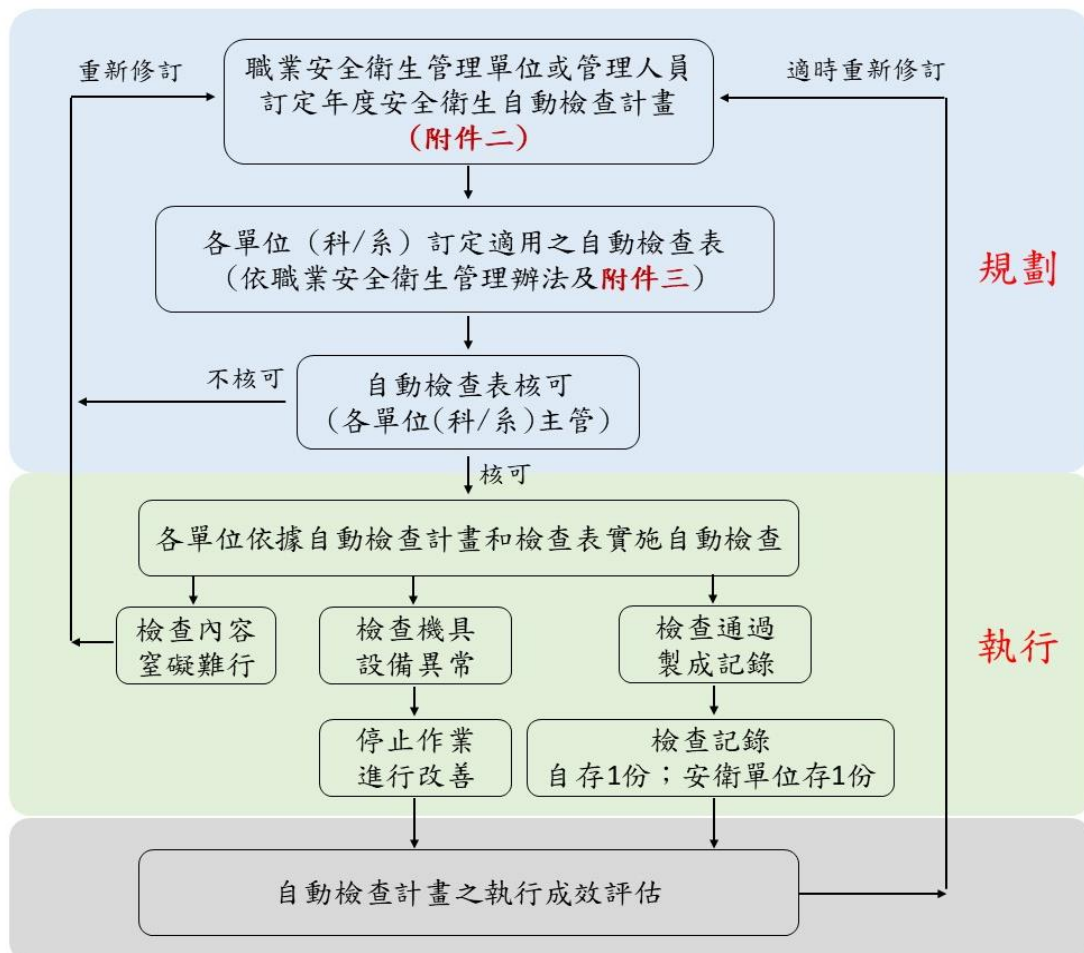 重新修訂
職業安全衛生管理單位或管理人員
訂定年度安全衛生自動檢查計畫
(附件二)
適時重新修訂
各單位（科/系）訂定適用之自動檢查表
(依職業安全衛生管理辦法及附件三)
規劃
不核可
自動檢查表核可
(各單位(科/系)主管)
核可
各單位依據自動檢查計畫和檢查表實施自動檢查
檢查內容
窒礙難行
檢查機具
設備異常
檢查通過
製成記錄
執行
停止作業
進行改善
檢查記錄
自存1份；安衛單位存1份
自動檢查計畫之執行成效評估